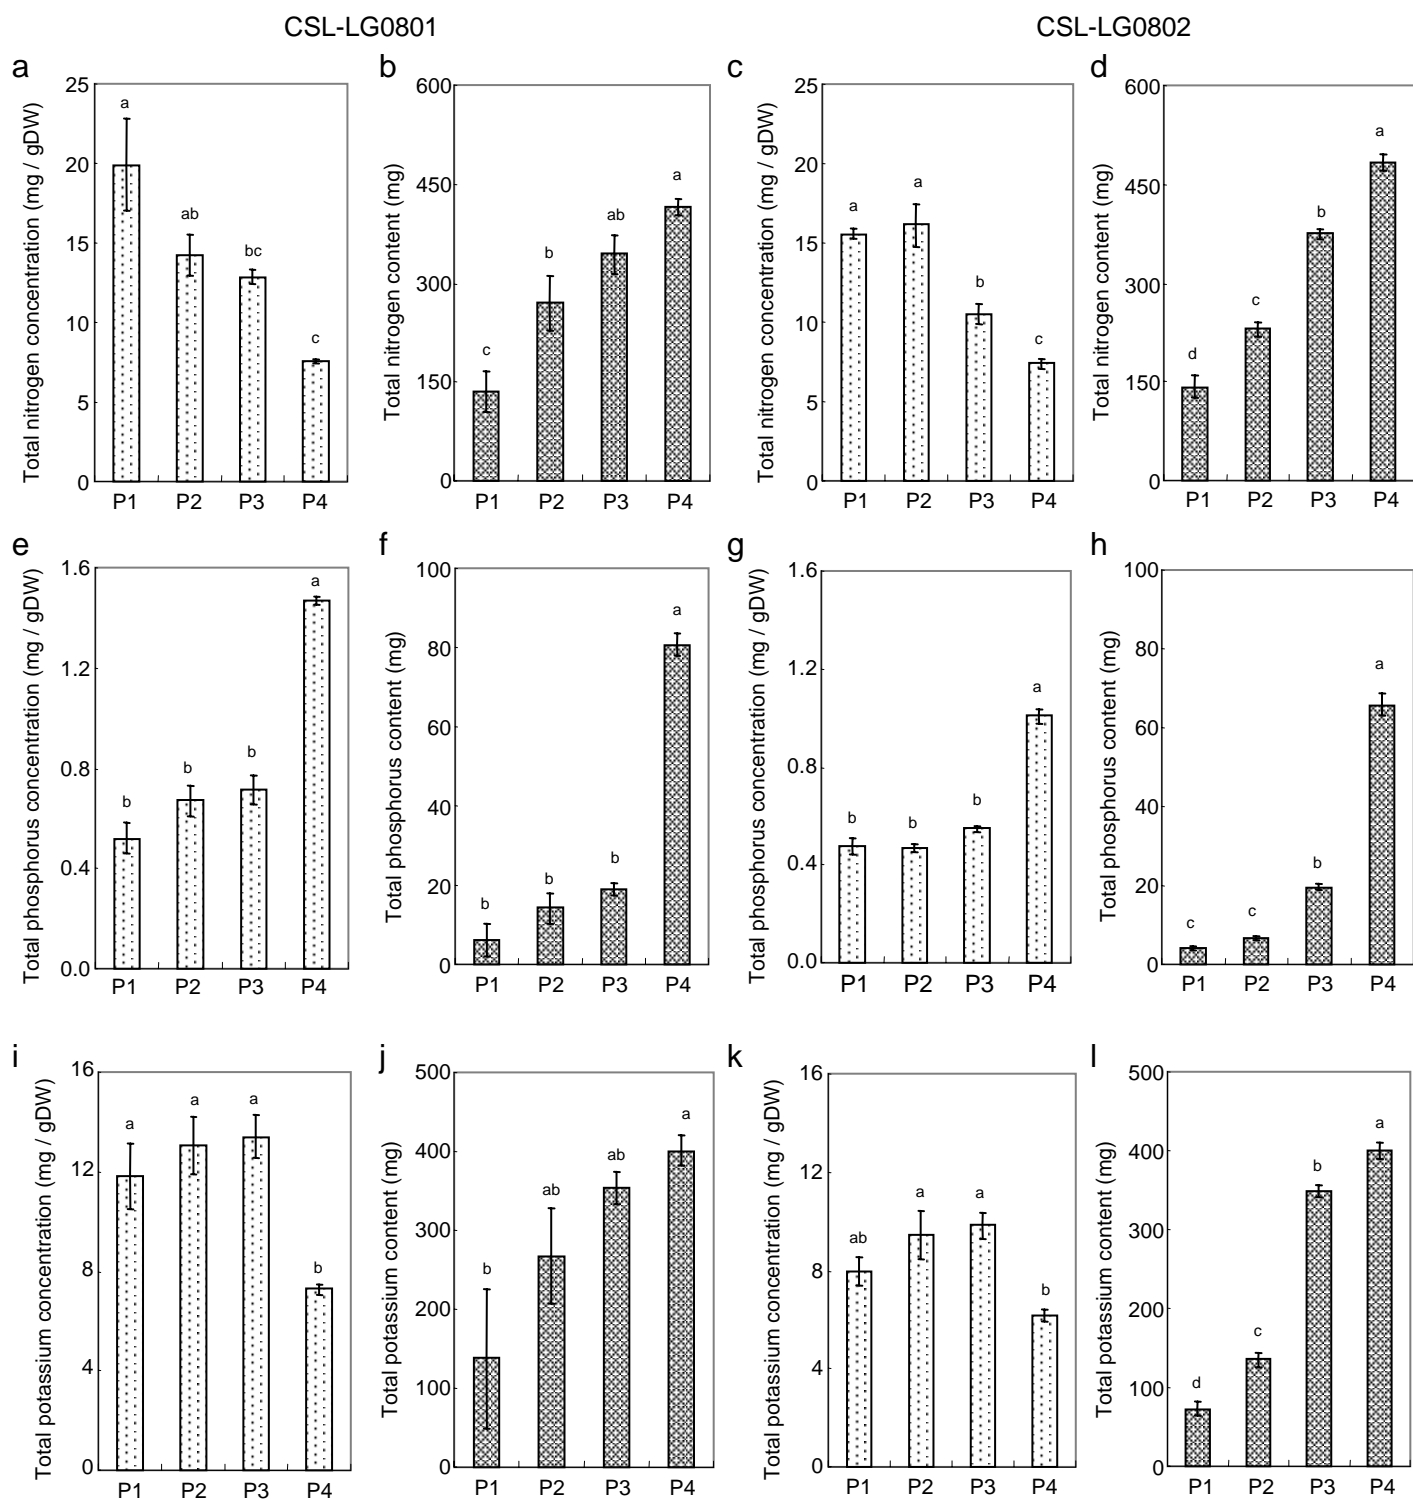 CSL-LG0801
CSL-LG0802
a
Total nitrogen concentration (mg / gDW)
25
20
15
10
5
0
a
ab
bc
c
P1 P2 P3 P4
b
Total nitrogen content (mg)
600
450
300
150
0
c
b
ab
a
P1 P2 P3 P4
c
Total nitrogen concentration (mg / gDW)
25
20
15
10
5
0
a
a
b
c
P1 P2 P3 P4
d
Total nitrogen content (mg)
600
450
300
150
0
d
c
b
a
P1 P2 P3 P4
e
Total phosphorus concentration (mg / gDW)
1.6
1.2
0.8
0.4
0.0
b
b
b
a
P1 P2 P3 P4
f
Total phosphorus content (mg)
100
80
60
40
20
0
b
b
b
a
P1 P2 P3 P4
g
Total phosphorus concentration (mg / gDW)
1.6
1.2
0.8
0.4
0.0
b
b
b
a
P1 P2 P3 P4
h
Total phosphorus content (mg)
100
80
60
40
20
0
c
c
b
a
P1 P2 P3 P4
i
Total potassium concentration (mg / gDW)
16
12
8
4
0
a
a
a
b
P1 P2 P3 P4
j
Total potassium content (mg)
500
400
300
200
100
0
b
ab
ab
a
P1 P2 P3 P4
k
Total potassium concentration (mg / gDW)
16
12
8
4
0
ab
a
a
b
P1 P2 P3 P4
l
Total potassium content (mg)
500
400
300
200
100
0
d
c
b
a
P1 P2 P3 P4